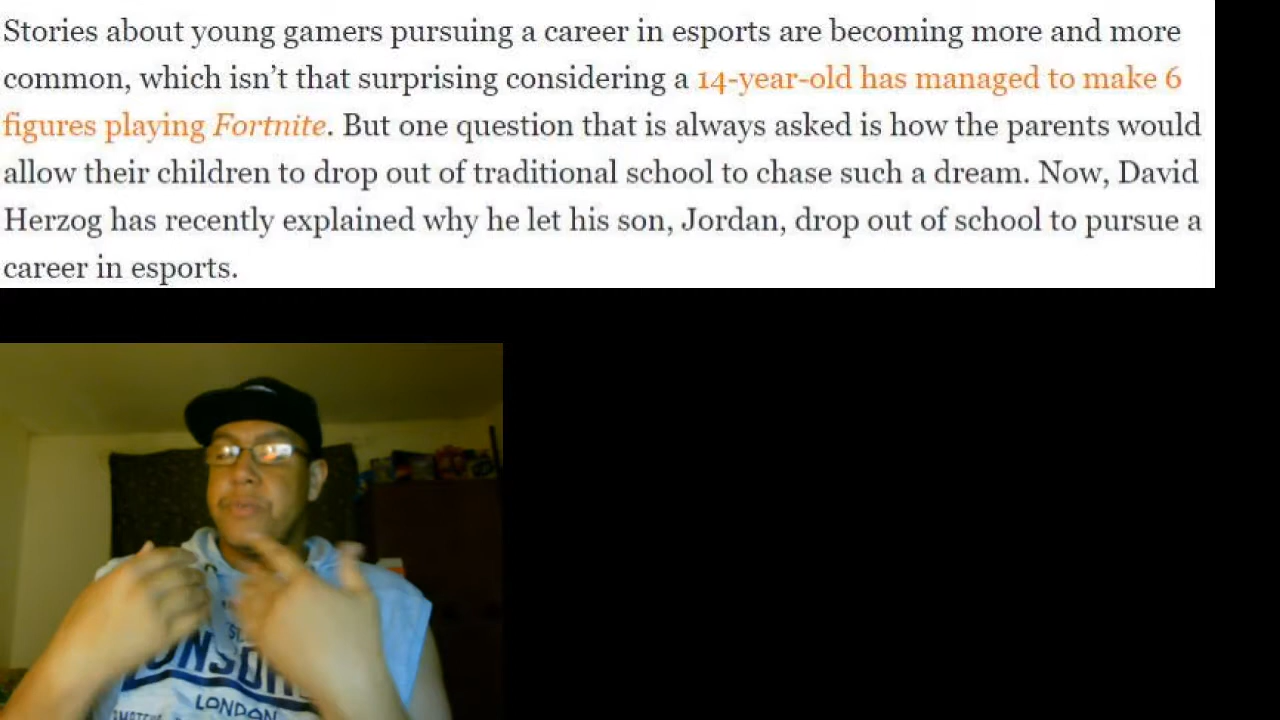 Stories about young gamers pursuing a career in esports are becoming more and more
common, which isn't that surprising considering a 14-year-old has managed to make 6
figures playing Fortnite. But one question that is always asked is how the parents would
allow their children to drop out of traditional school to chase such a dream. Now, David
Herzog has recently explained why he let his son, Jordan, drop out of school to pursue a
career in esports.
LONDON